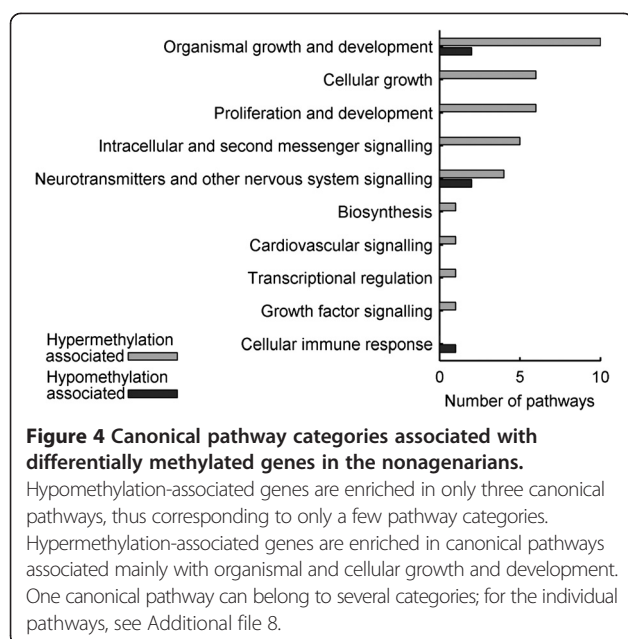 Organismal growth and development
Cellular growth
Proliferation and development
Intracellular and second messenger signalling
Neurotransmitters and other nervous system signalling
Biosynthesis
Cardiovascular signalling
Transcriptional regulation
Growth factor signalling
Cellular immune response
Hypermethylation
associated
Hypomethylation
associated
0 5 10
Number of pathways
Figure 4 Canonical pathway categories associated with
differentially methylated genes in the nonagenarians.
Hypomethylation-associated genes are enriched in only three canonical
pathways, thus corresponding to only a few pathway categories.
Hypermethylation-associated genes are enriched in canonical pathways
associated mainly with organismal and cellular growth and development.
One canonical pathway can belong to several categories; for the individual
pathways, see Additional file 8.